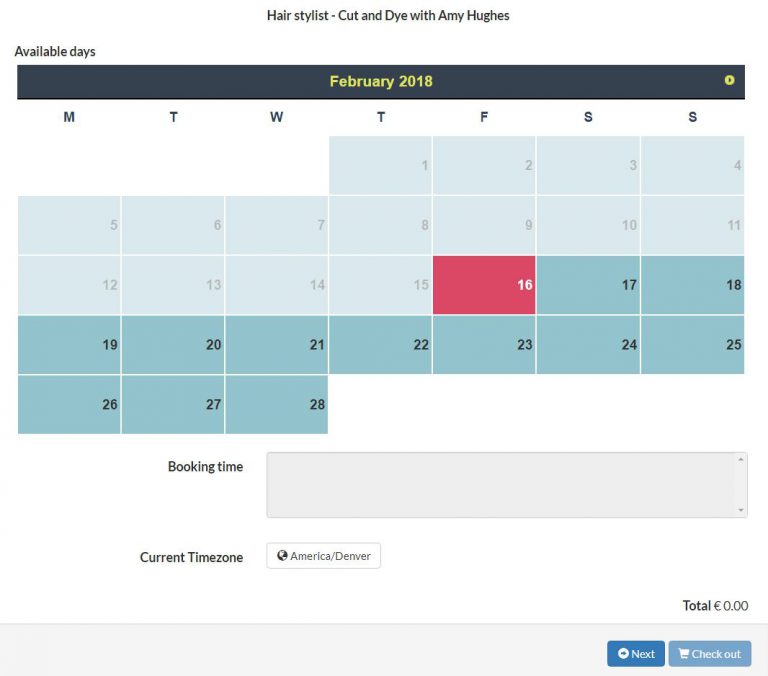 Hair stylist - Cut and Dye with Amy Hughes
Available days
February 2018
M T W T F S S
1 2 3 4
5 6 7 8 9 10 11
12 13 14 15 16 17 18
19 20 21 22 23 24 25
26 27 28
Booking time
Current Timezone America/Denver
Total € 0.00
Next Check out